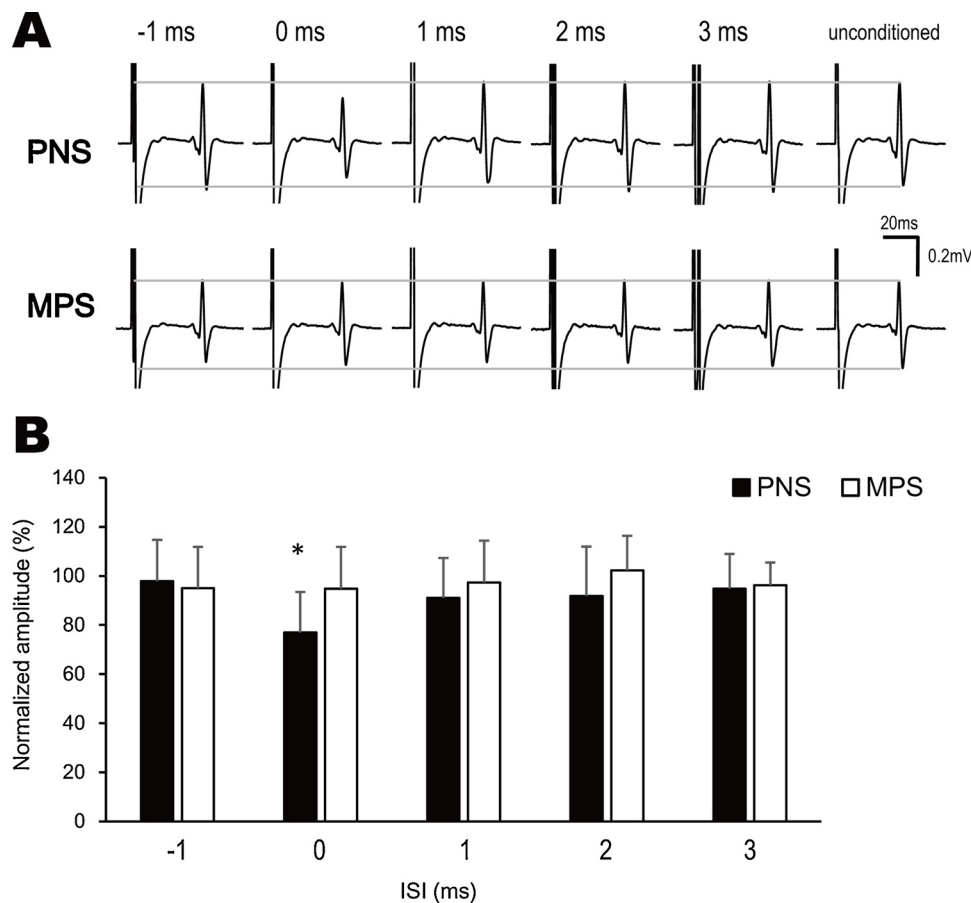 A
-1 ms 0 ms 1 ms 2 ms 3 ms unconditioned
PNS
20ms
0.2mV
MPS
B
140
120
100
80
60
40
20
0
Normalized amplitude (%)
PNS MPS
*
-1 0 1 2 3
ISI (ms)